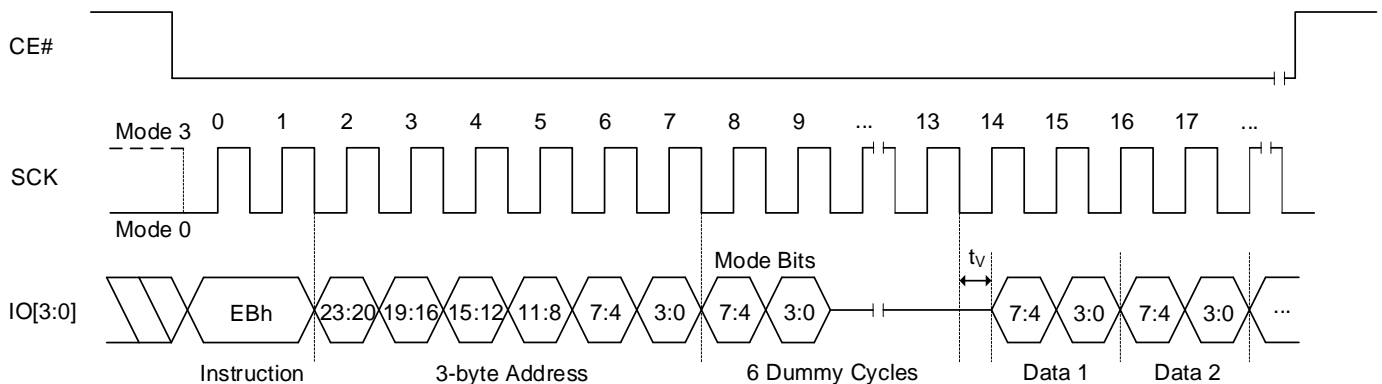 CE#
Mode 3 0 1 2 3 4 5 6 7 8 9 ... 13 14 15 16 17 ...
SCK
Mode 0
Mode Bits tV
IO[3:0] EBh 23:20 19:16 15:12 11:8 7:4 3:0 7:4 3:0 7:4 3:0 7:4 3:0 ...
Instruction 3-byte Address 6 Dummy Cycles Data 1 Data 2